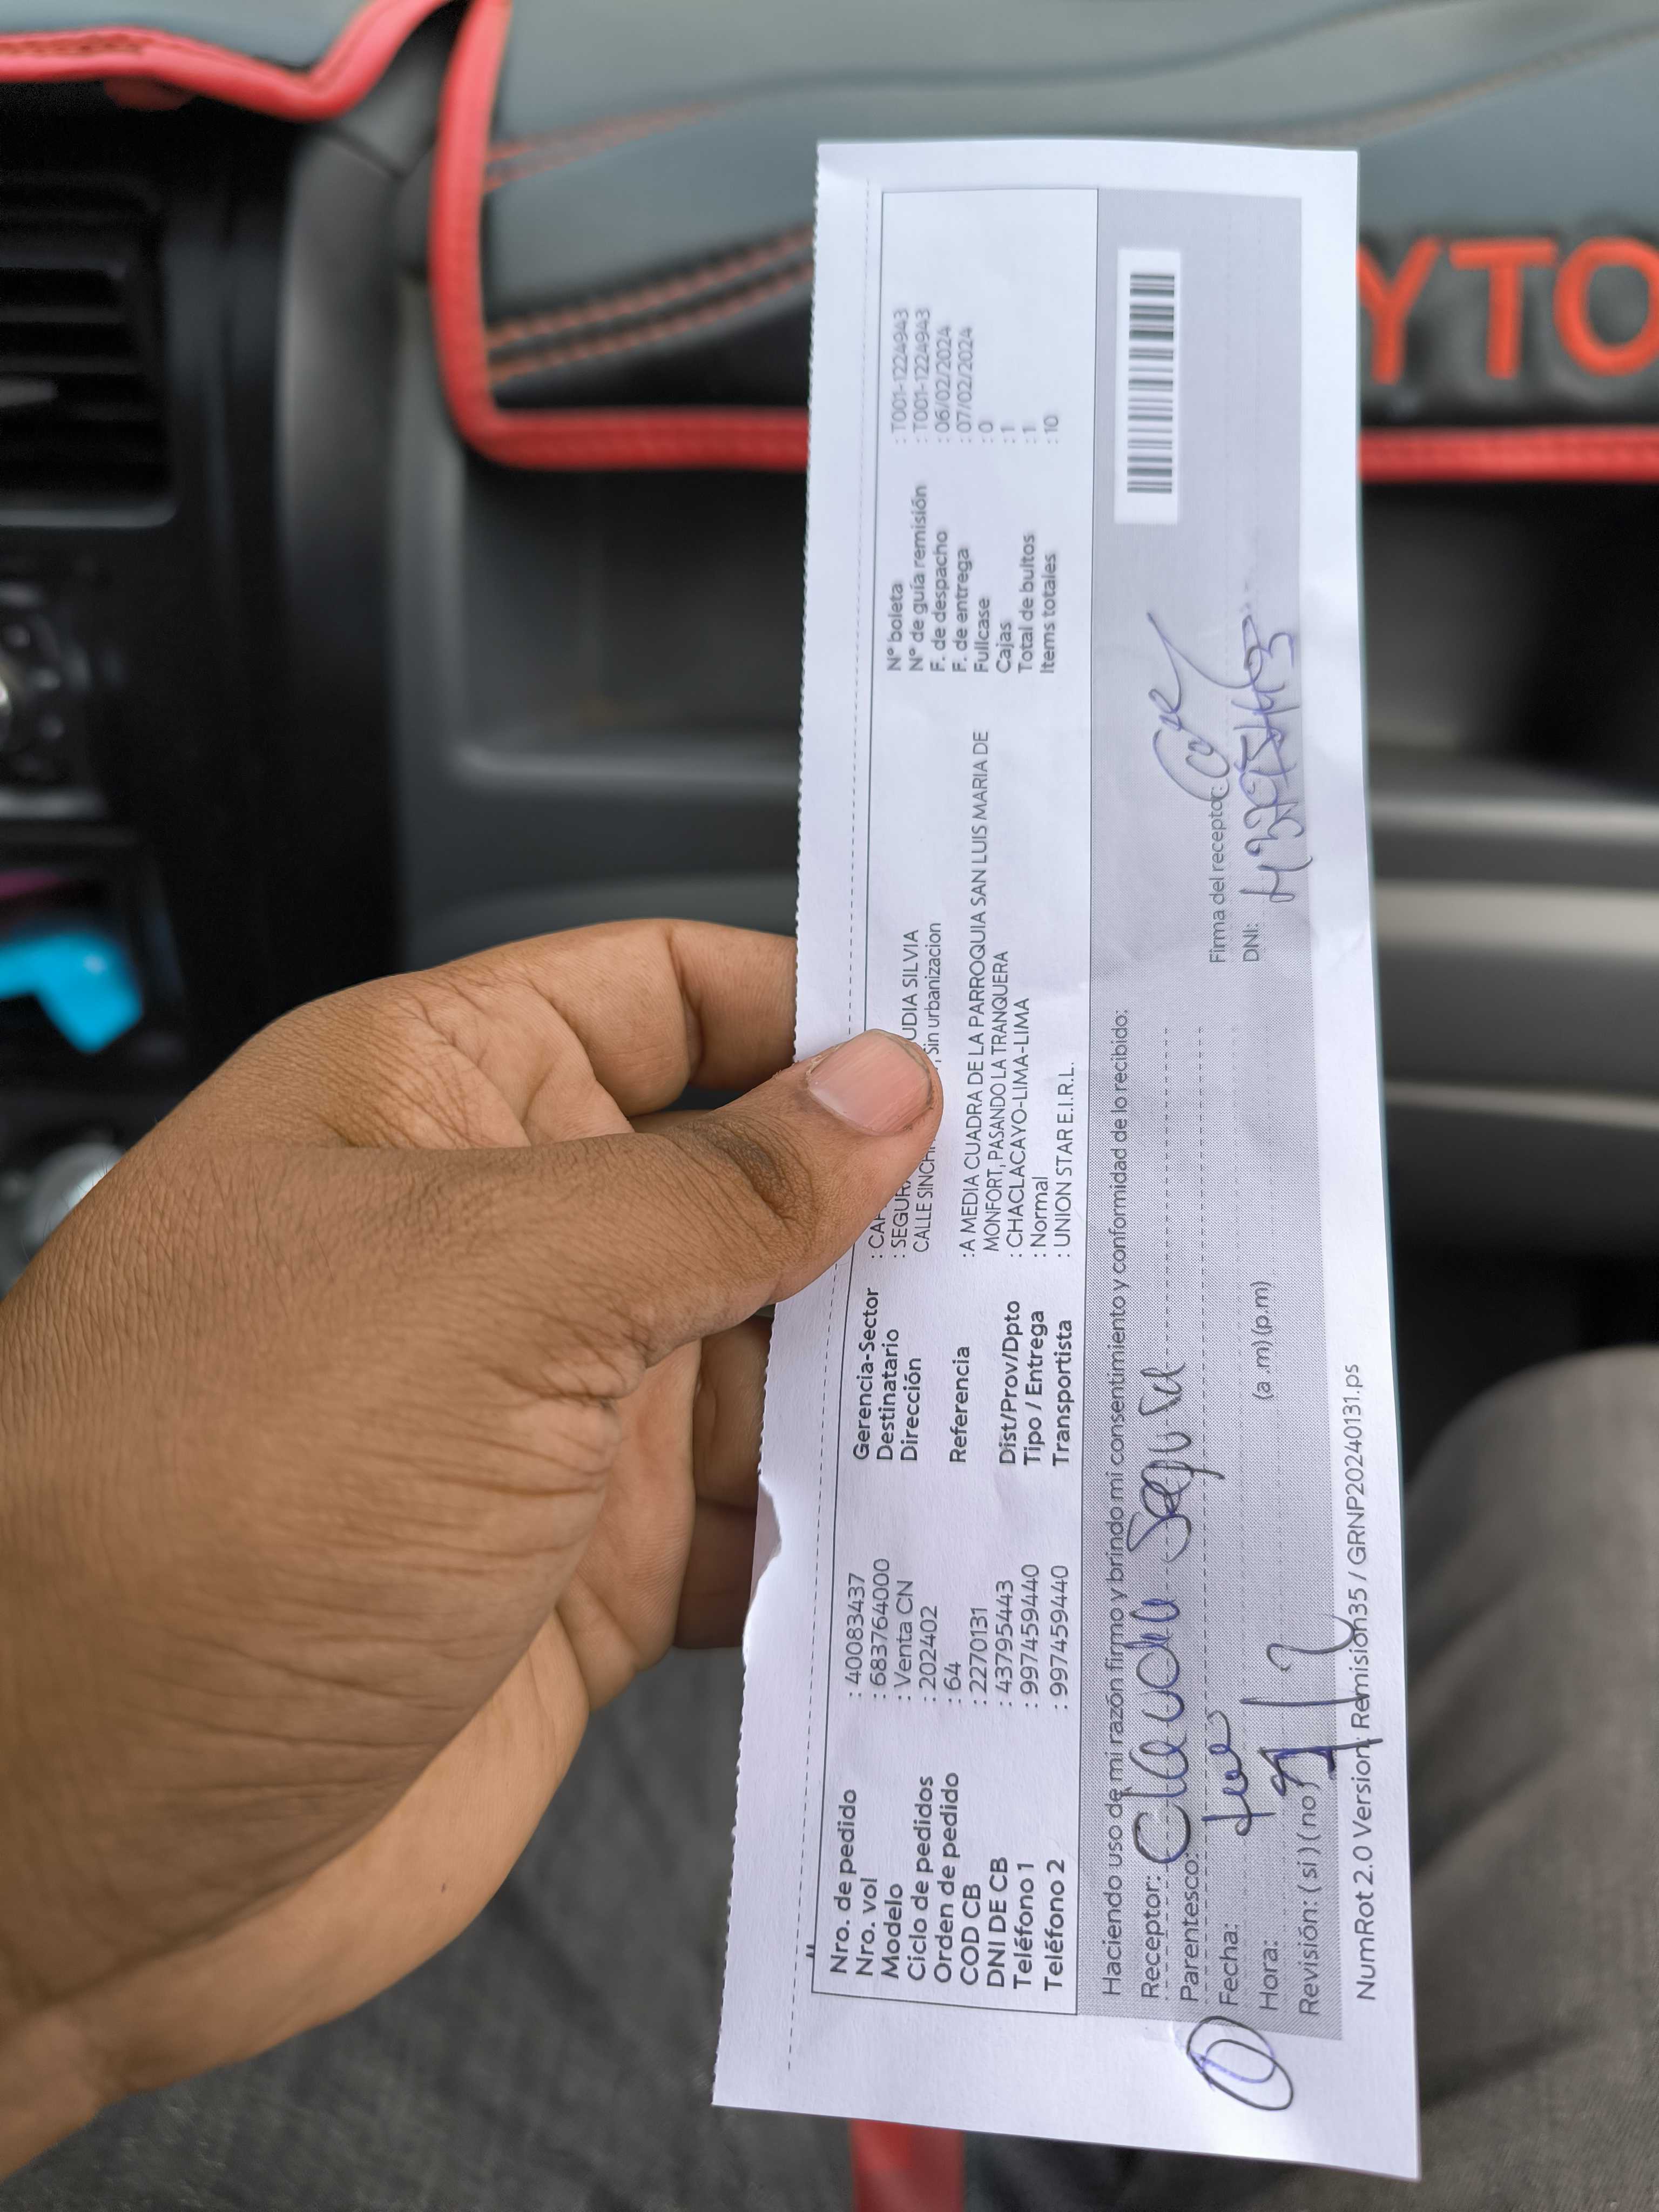 Nro. de pedido : 40083437
Nro. vol : 683764000
Modelo : Venta CN
Ciclo de pedidos : 202402
Orden de pedido : 64
COD CB : 2270131
DNI DE CB : 43795443
Teléfono 1 : 997459440
Teléfono 2 : 997459440
Gerencia-Sector
Destinatario : UDIA SILVIA
Dirección : CALLE , Sin urbanizacion
Referencia : A MEDIA CUADRA DE LA PARROQUIA SAN LUIS MARIA DE
MONFORT, PASANDO LA TRANQUERA
Dist/Prov/Dpto : CHACLACAYO-LIMA-LIMA
Tipo / Entrega : Normal
Transportista : UNION STAR E.I.R.L.
N° boleta : T001-1224943
N° de guía remisión : T001-1224943
F. de despacho : 06/02/2024
F. de entrega : 07/02/2024
Fullcase : 0
Cajas : 1
Total de bultos : 1
Items totales : 10
Haciendo uso de mi razón firmo y brindo mi consentimiento y conformidad de lo recibido:
Receptor: Claudia Segura
Parentesco:
Fecha:
Hora: (a.m) (p.m)
Revisión: ( si ) ( no )
Firma del receptor:
DNI: 43795443
NumRot 2.0 Version: Remision35 / GRNP20240131.ps
YTO